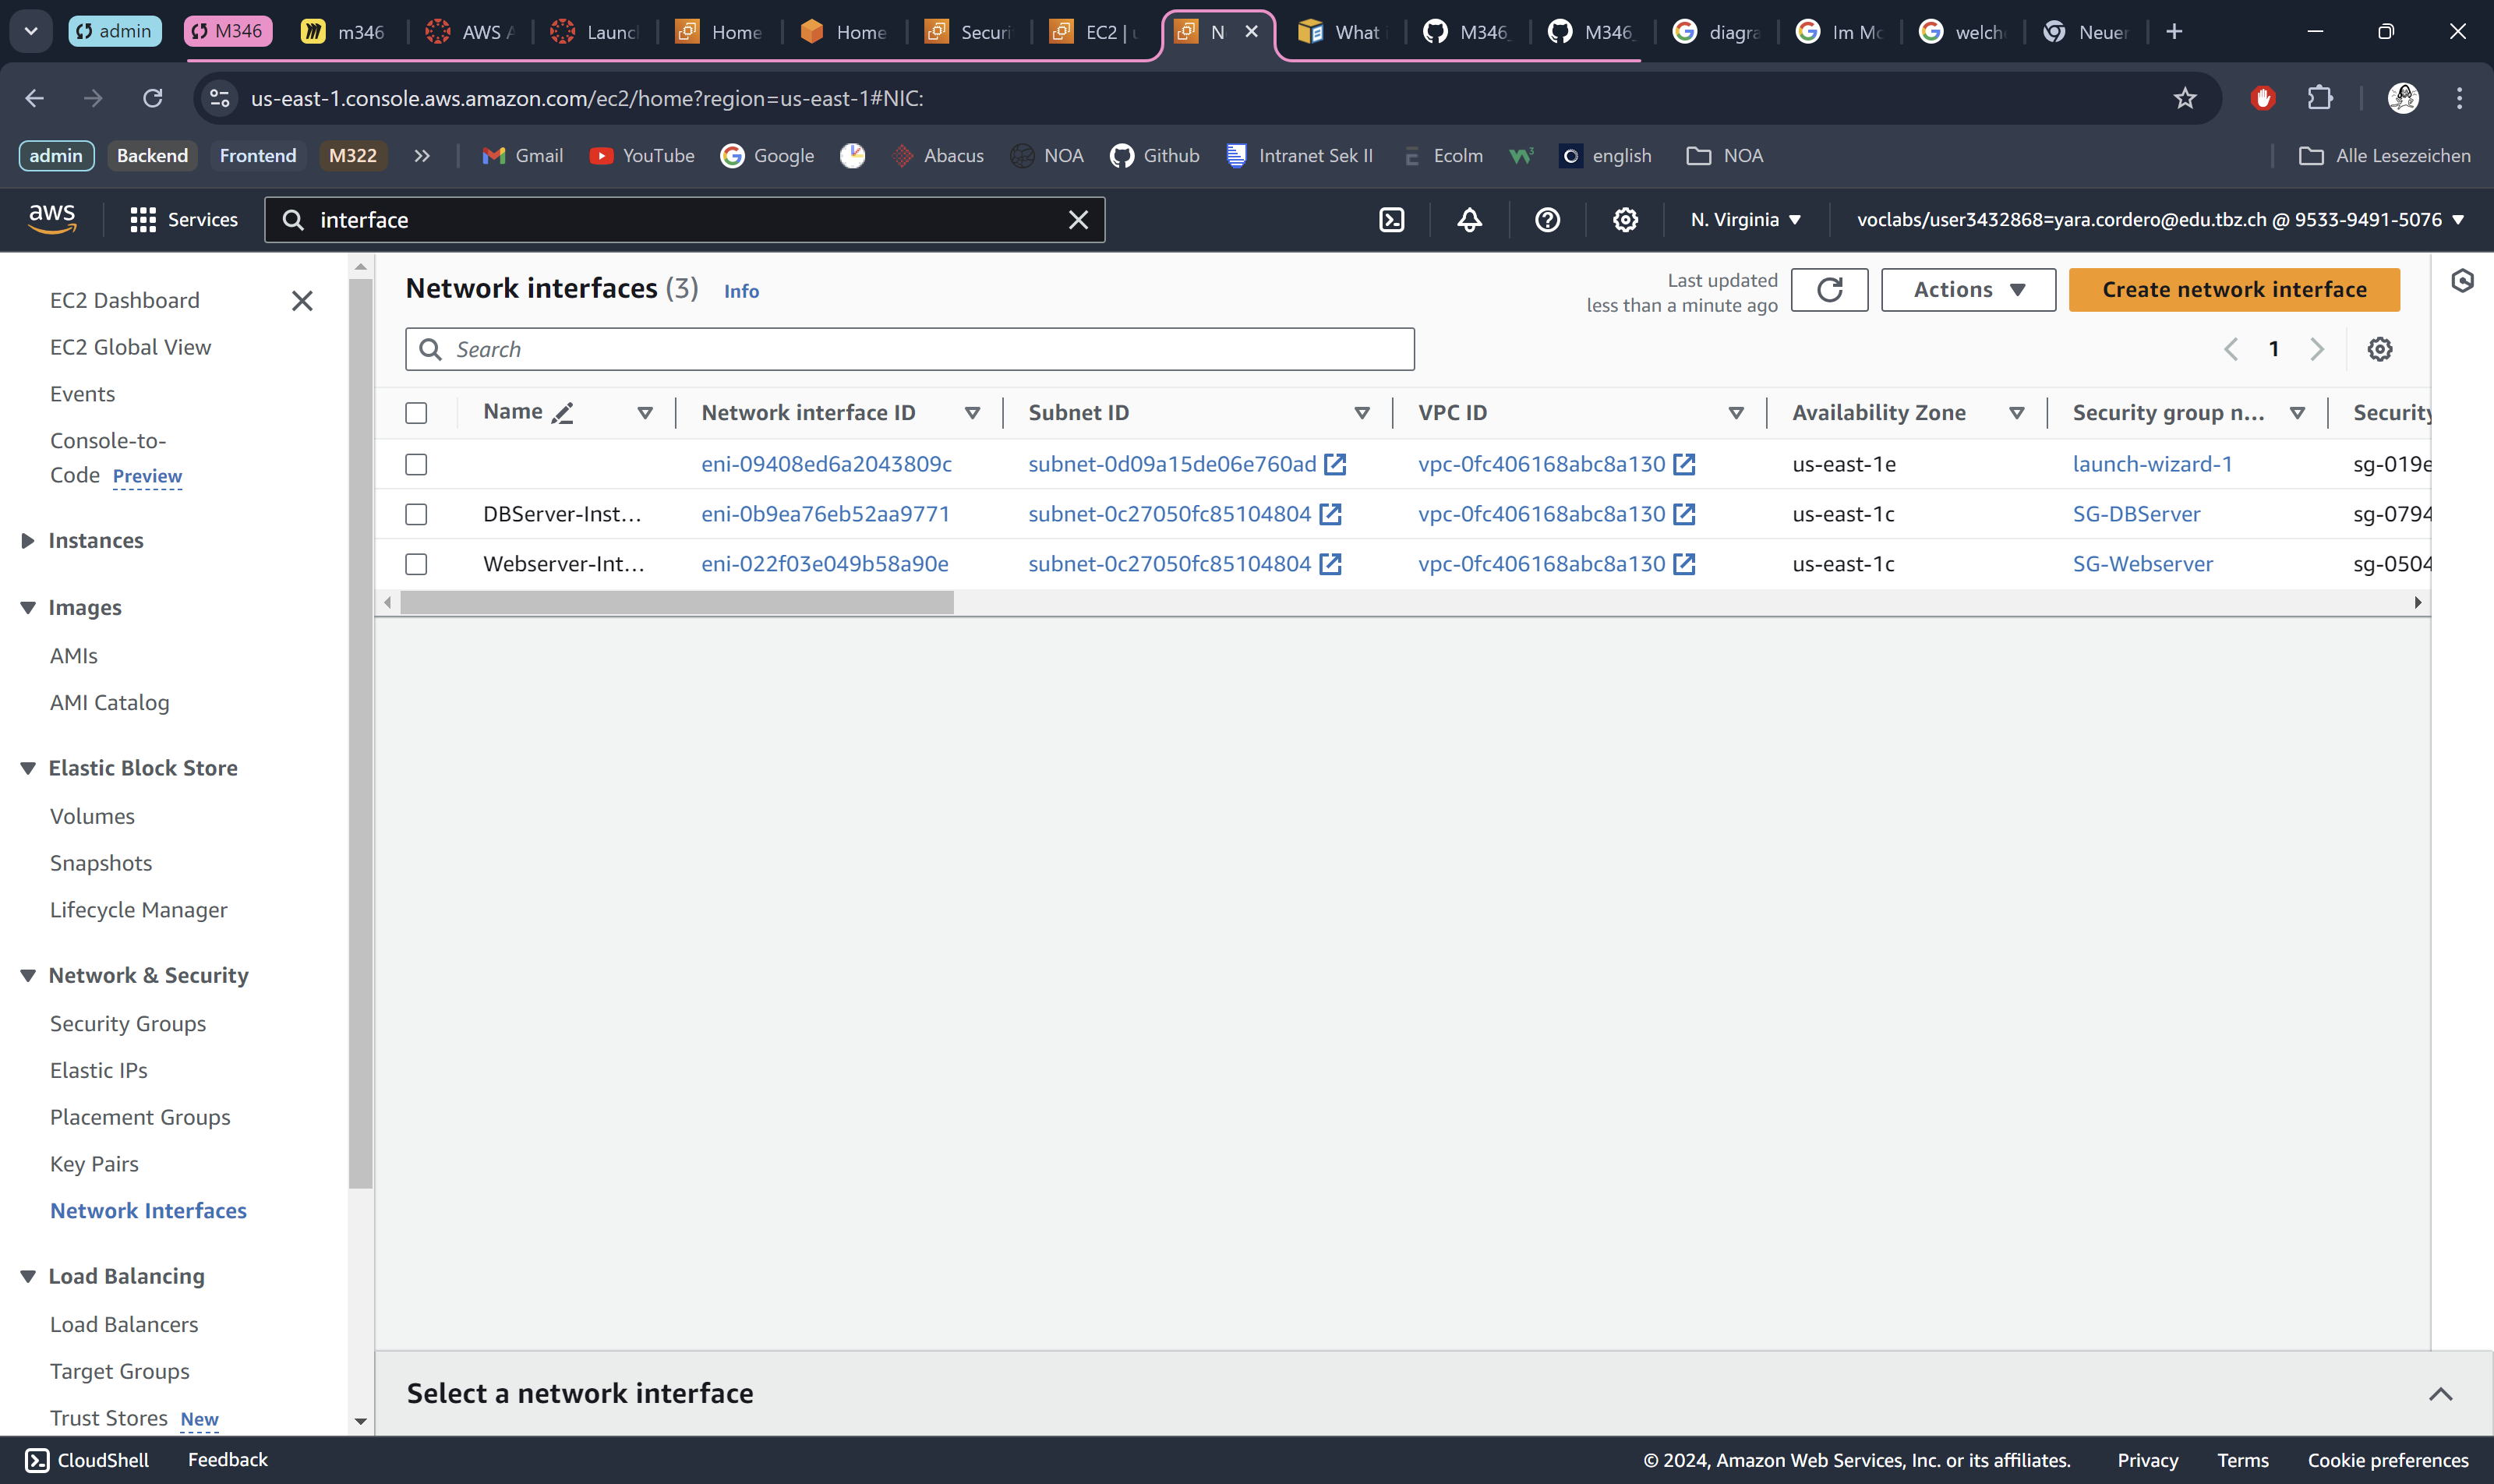 admin
M346
m346
AWS A
Launc
Home
Home
Securi
EC2 | u
N
What i
M346_
M346_
diagra
Im Mo
welch
Neuer
us-east-1.console.aws.amazon.com/ec2/home?region=us-east-1#NIC:
admin
Backend
Frontend
M322
Gmail
YouTube
Google
Abacus
NOA
Github
Intranet Sek II
Ecolm
english
NOA
Alle Lesezeichen
aws
Services
interface
N. Virginia
voclabs/user3432868=yara.cordero@edu.tbz.ch @ 9533-9491-5076
EC2 Dashboard
EC2 Global View
Events
Console-to-
Code Preview
Instances
Images
AMIs
AMI Catalog
Elastic Block Store
Volumes
Snapshots
Lifecycle Manager
Network & Security
Security Groups
Elastic IPs
Placement Groups
Key Pairs
Network Interfaces
Load Balancing
Load Balancers
Target Groups
Trust Stores New
Network interfaces (3) Info
Last updated
less than a minute ago
Actions
Create network interface
Search
1
Name
Network interface ID
Subnet ID
VPC ID
Availability Zone
Security group n...
Security
eni-09408ed6a2043809c
subnet-0d09a15de06e760ad
vpc-0fc406168abc8a130
us-east-1e
launch-wizard-1
sg-019e
DBServer-Inst...
eni-0b9ea76eb52aa9771
subnet-0c27050fc85104804
vpc-0fc406168abc8a130
us-east-1c
SG-DBServer
sg-0794
Webserver-Int...
eni-022f03e049b58a90e
subnet-0c27050fc85104804
vpc-0fc406168abc8a130
us-east-1c
SG-Webserver
sg-0504
Select a network interface
CloudShell
Feedback
© 2024, Amazon Web Services, Inc. or its affiliates.
Privacy
Terms
Cookie preferences